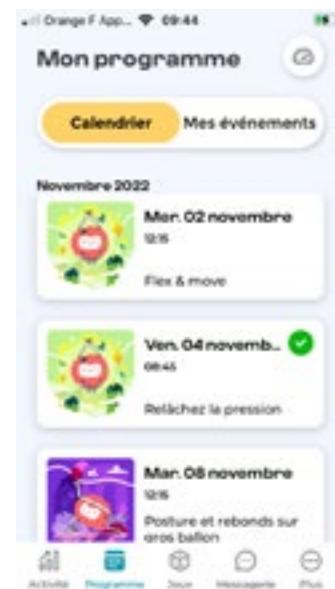 Orange F App... 09:44
Mon programme
Calendrier Mes événements
Novembre 2022
Mer. 02 novembre
12:15
Flex & move
Ven. 04 novemb...
08:45
Relâchez la pression
Mar. 08 novembre
12:15
Posture et rebonds sur
gros ballon
Activité Programme Jeux Messagerie Plus